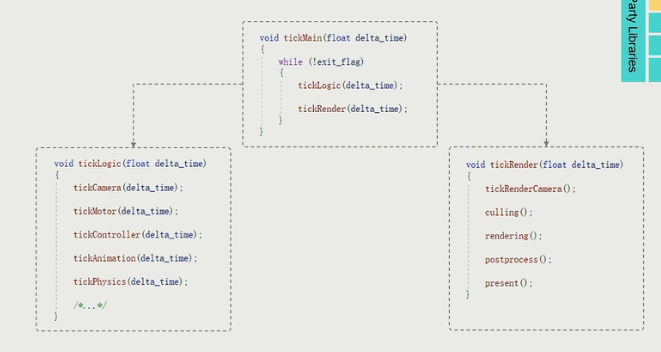 Party Libraries
void tickMain(float delta_time)
{
while (!exit_flag)
{
tickLogic(delta_time);
tickRender(delta_time);
}
}
void tickLogic(float delta_time)
{
tickCamera(delta_time);
tickMotor(delta_time);
tickController(delta_time);
tickAnimation(delta_time);
tickPhysics(delta_time);
/*...*/
}
void tickRender(float delta_time)
{
tickRenderCamera();
culling();
rendering();
postprocess();
present();
}